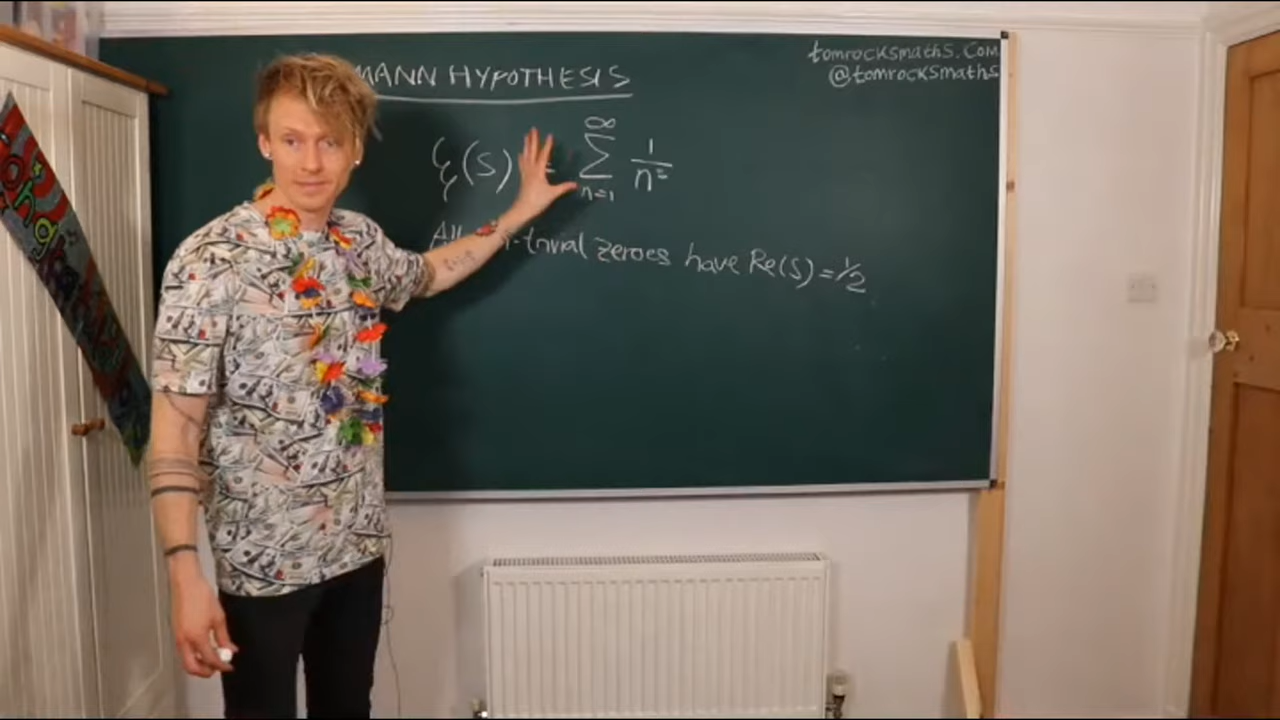 tomrocksmaths.com
@tomrocksmaths
MANN HYPOTHESIS
ξ(s) = ∑ 1/n^s
∞
n=1
All -trivial zeroes have Re(s) = 1/2